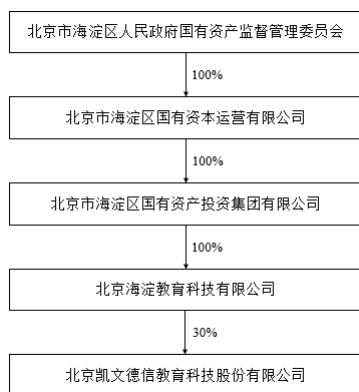 北京市海淀区人民政府国有资产监督管理委员会
100%
北京市海淀区国有资本运营有限公司
100%
北京市海淀区国有资产投资集团有限公司
100%
北京海淀教育科技有限公司
30%
北京凯文德信教育科技股份有限公司